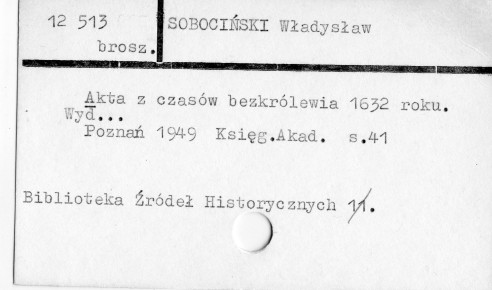 12 513
SOBOCIŃSKI Władysław
brosz.
Akta z czasów bezkrólewia 1632 roku.
Wyd...
Poznań 1949 Księg.Akad. s.41
Biblioteka Źródeł Historycznych 11.